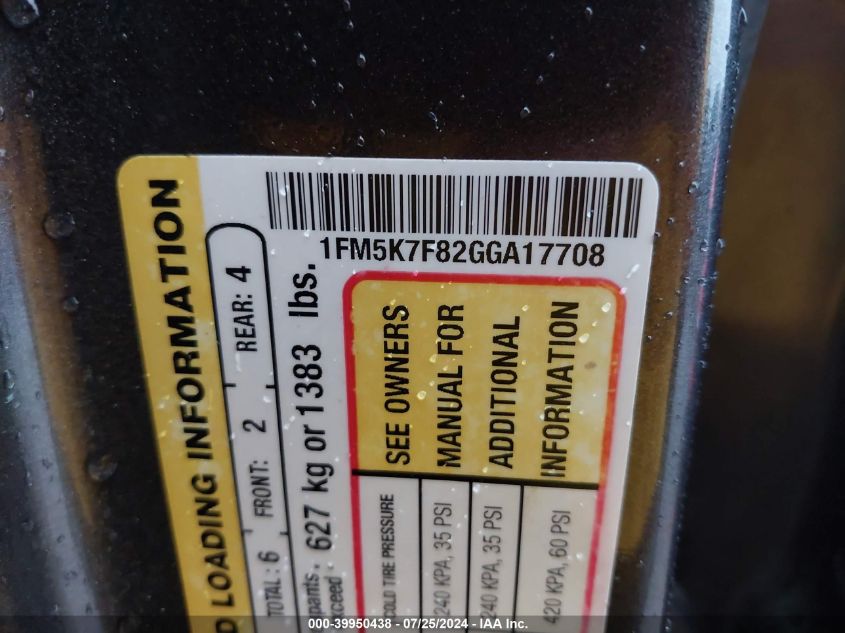 D LOADING INFORMATION
TOTAL: 6 FRONT: 2 REAR: 4
pants.
exceed 627 kg or 1383 lbs.
1FM5K7F82GGA17708
COLD TIRE PRESSURE
240 KPA, 35 PSI
240 KPA, 35 PSI
420 KPA, 60 PSI
SEE OWNERS
MANUAL FOR
ADDITIONAL
INFORMATION
000-39950438 - 07/25/2024 - IAA Inc.